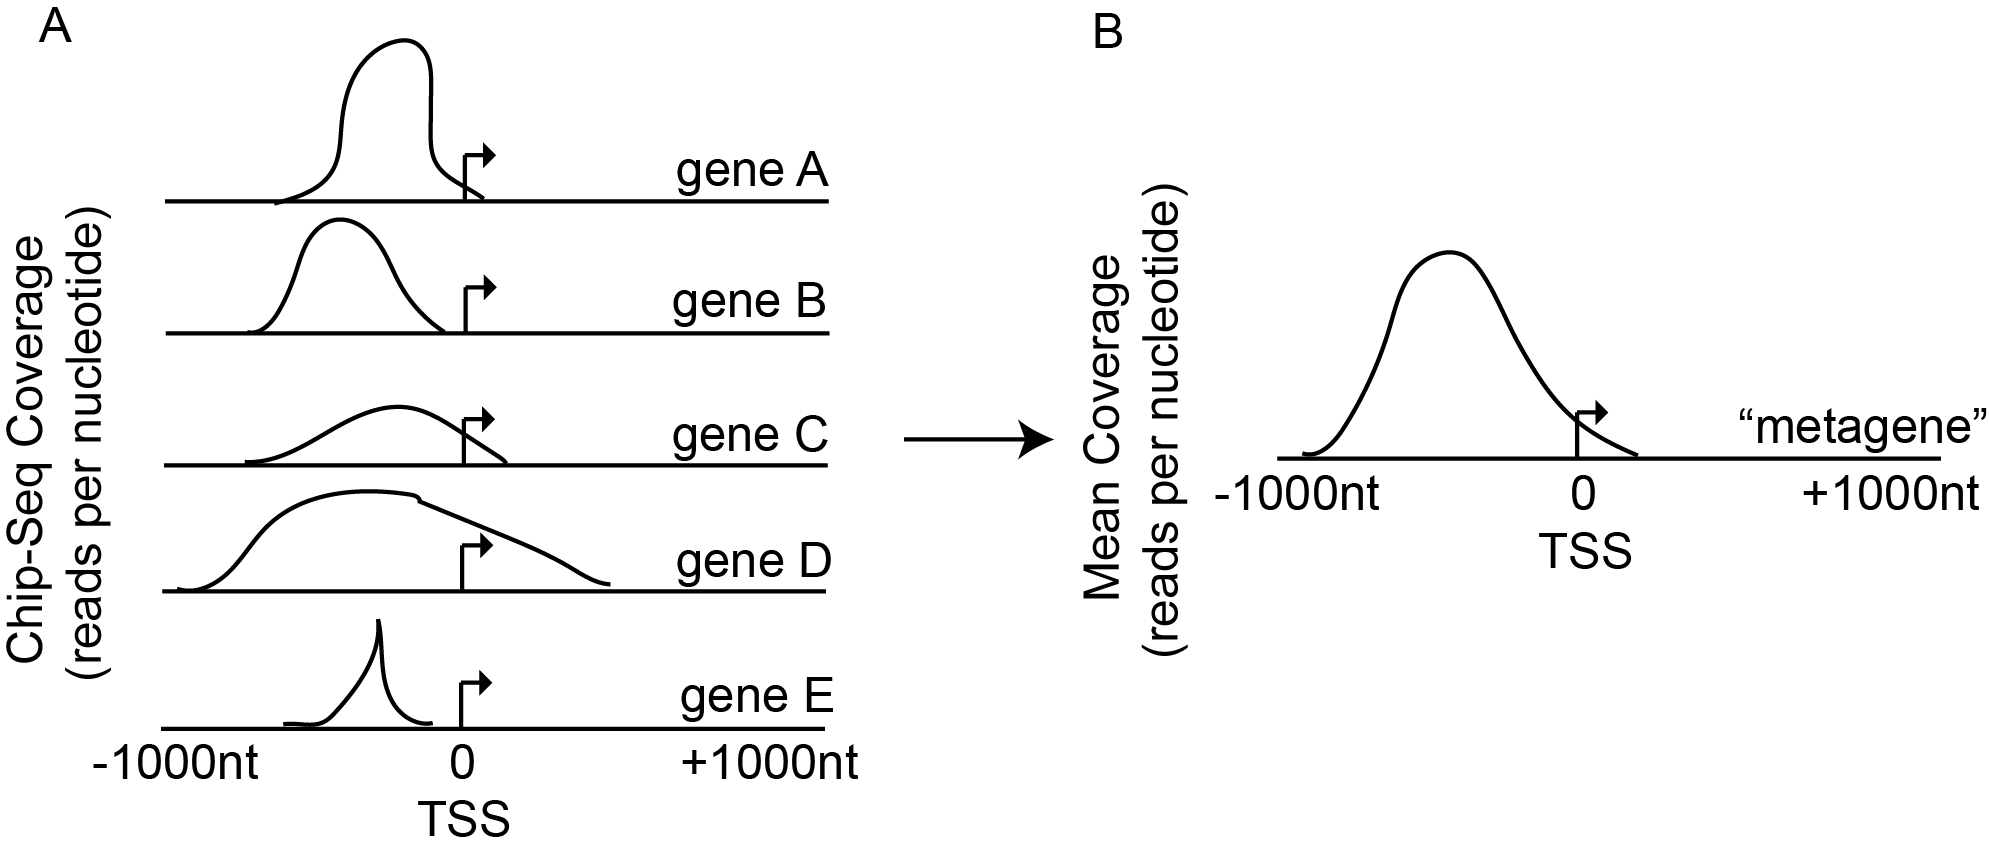 A
Chip-Seq Coverage
(reads per nucleotide)
gene A
gene B
gene C
gene D
gene E
-1000nt 0 +1000nt
TSS
B
Mean Coverage
(reads per nucleotide)
“metagene”
-1000nt 0 +1000nt
TSS